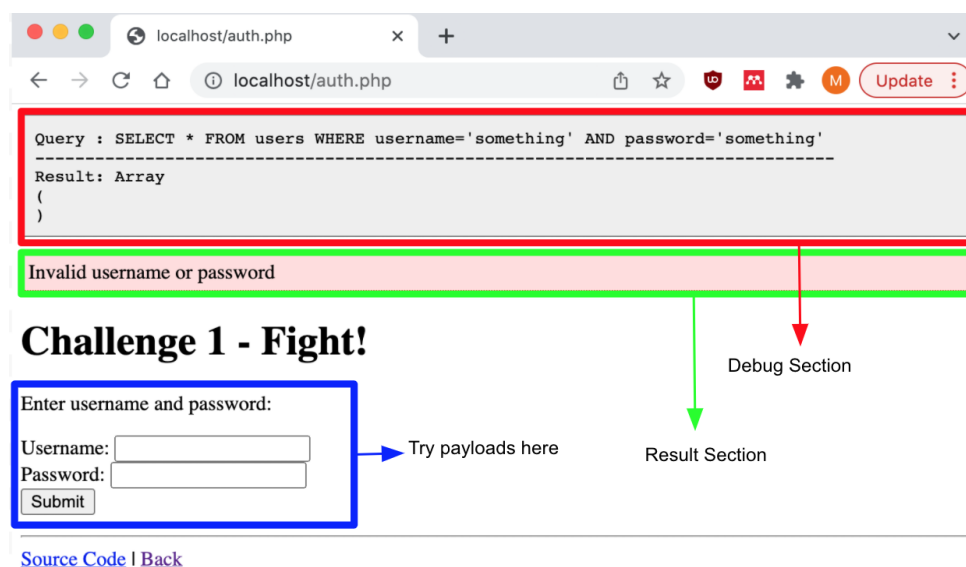 localhost/auth.php
localhost/auth.php
M
Update
Query : SELECT * FROM users WHERE username='something' AND password='something'
--------------------------------------------------------------------------------
Result: Array
(
)
Invalid username or password
Challenge 1 - Fight!
Debug Section
Enter username and password:
Username:
Try payloads here
Result Section
Password:
Submit
Source Code | Back